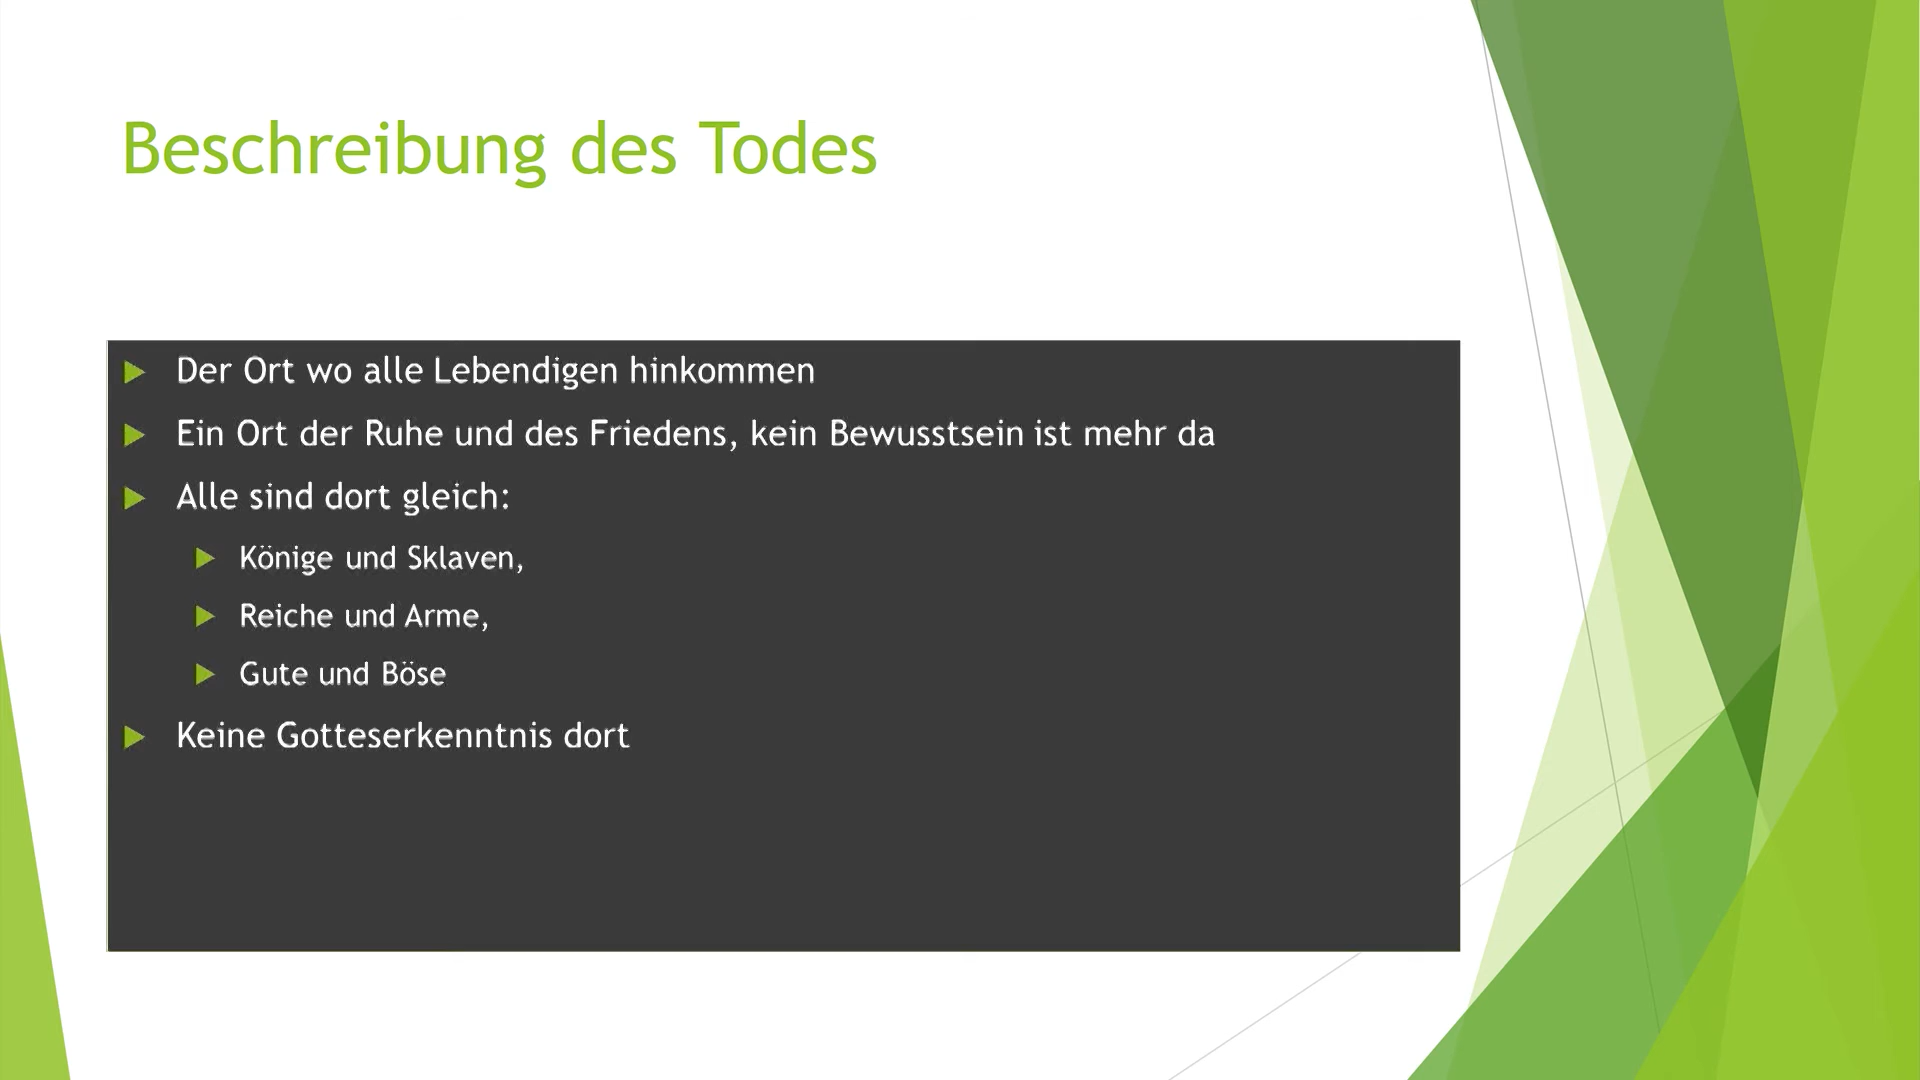 Beschreibung des Todes
Der Ort wo alle Lebendigen hinkommen
Ein Ort der Ruhe und des Friedens, kein Bewusstsein ist mehr da
Alle sind dort gleich:
Könige und Sklaven,
Reiche und Arme,
Gute und Böse
Keine Gotteserkenntnis dort